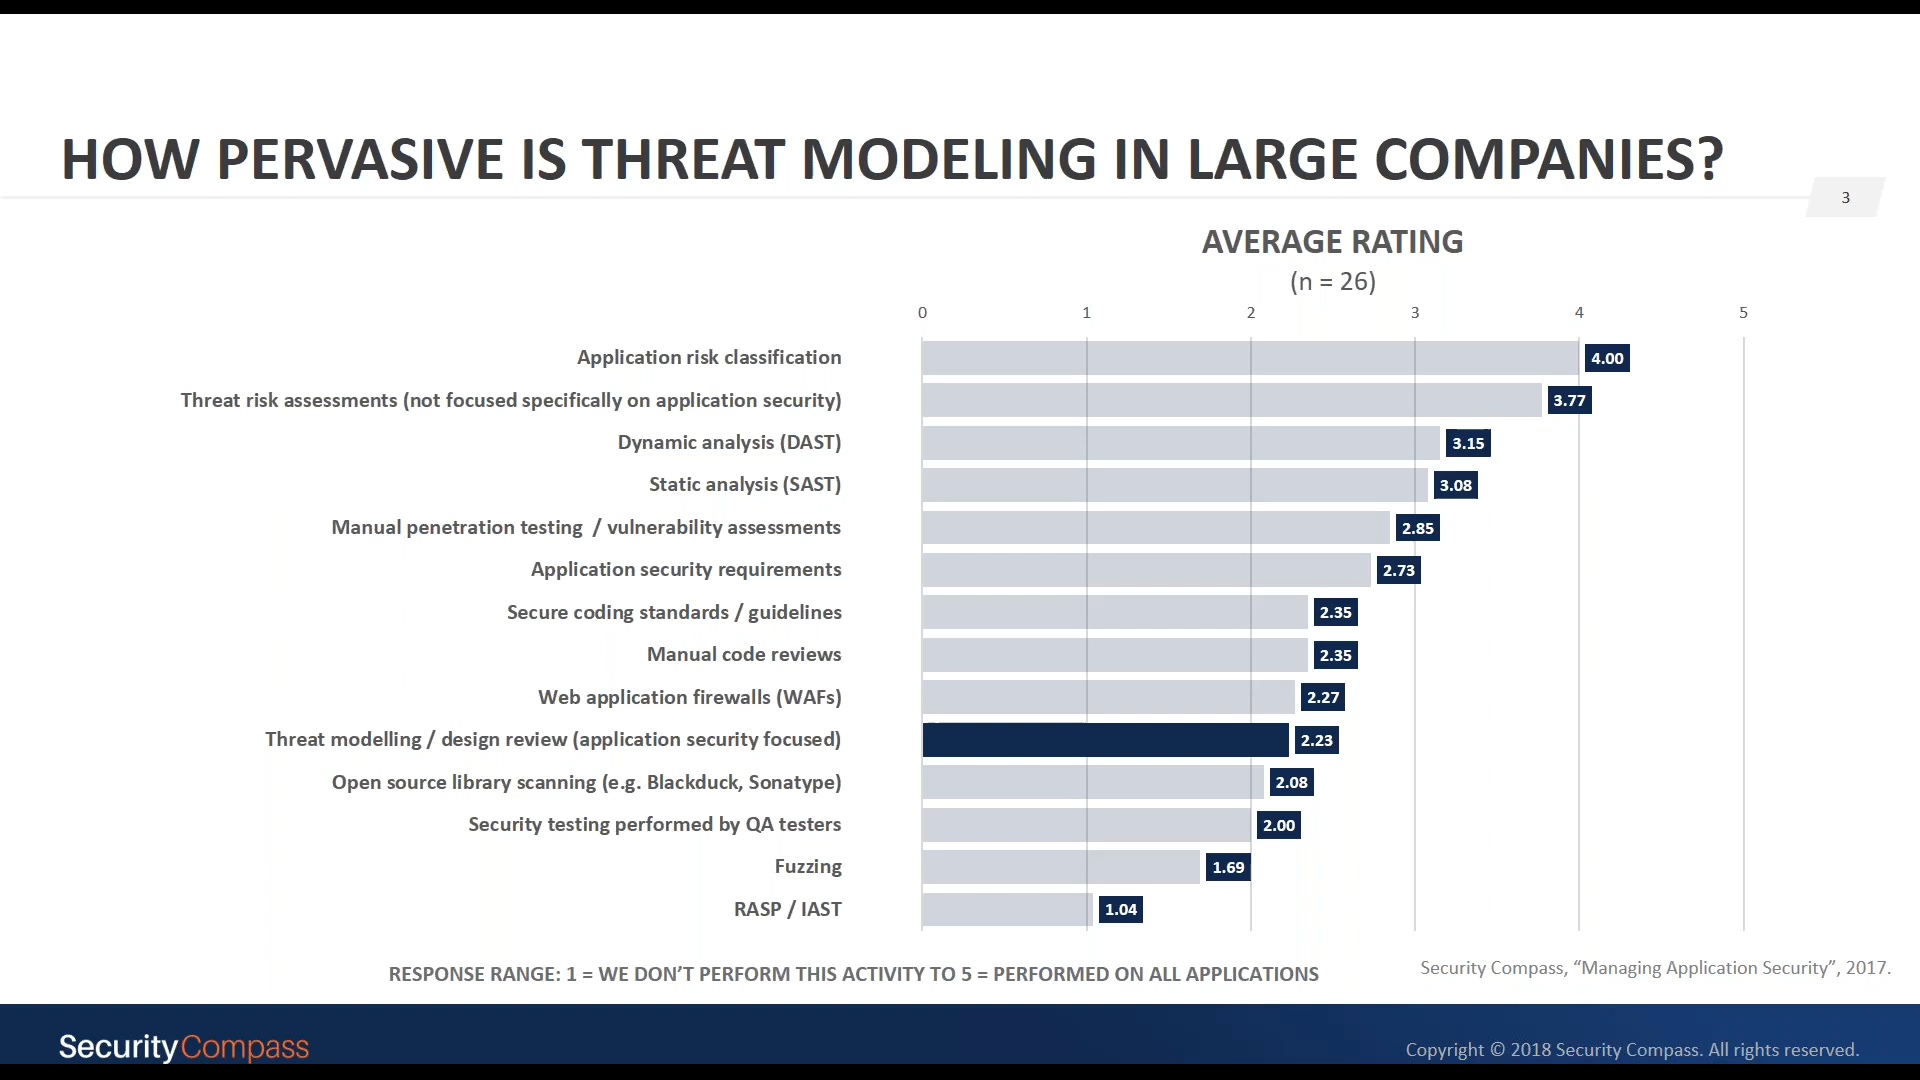 HOW PERVASIVE IS THREAT MODELING IN LARGE COMPANIES?
3
AVERAGE RATING
(n = 26)
0 1 2 3 4 5
Application risk classification 4.00
Threat risk assessments (not focused specifically on application security) 3.77
Dynamic analysis (DAST) 3.15
Static analysis (SAST) 3.08
Manual penetration testing / vulnerability assessments 2.85
Application security requirements 2.73
Secure coding standards / guidelines 2.35
Manual code reviews 2.35
Web application firewalls (WAFs) 2.27
Threat modelling / design review (application security focused) 2.23
Open source library scanning (e.g. Blackduck, Sonatype) 2.08
Security testing performed by QA testers 2.00
Fuzzing 1.69
RASP / IAST 1.04
RESPONSE RANGE: 1 = WE DON’T PERFORM THIS ACTIVITY TO 5 = PERFORMED ON ALL APPLICATIONS
Security Compass, “Managing Application Security”, 2017.
SecurityCompass
Copyright © 2018 Security Compass. All rights reserved.